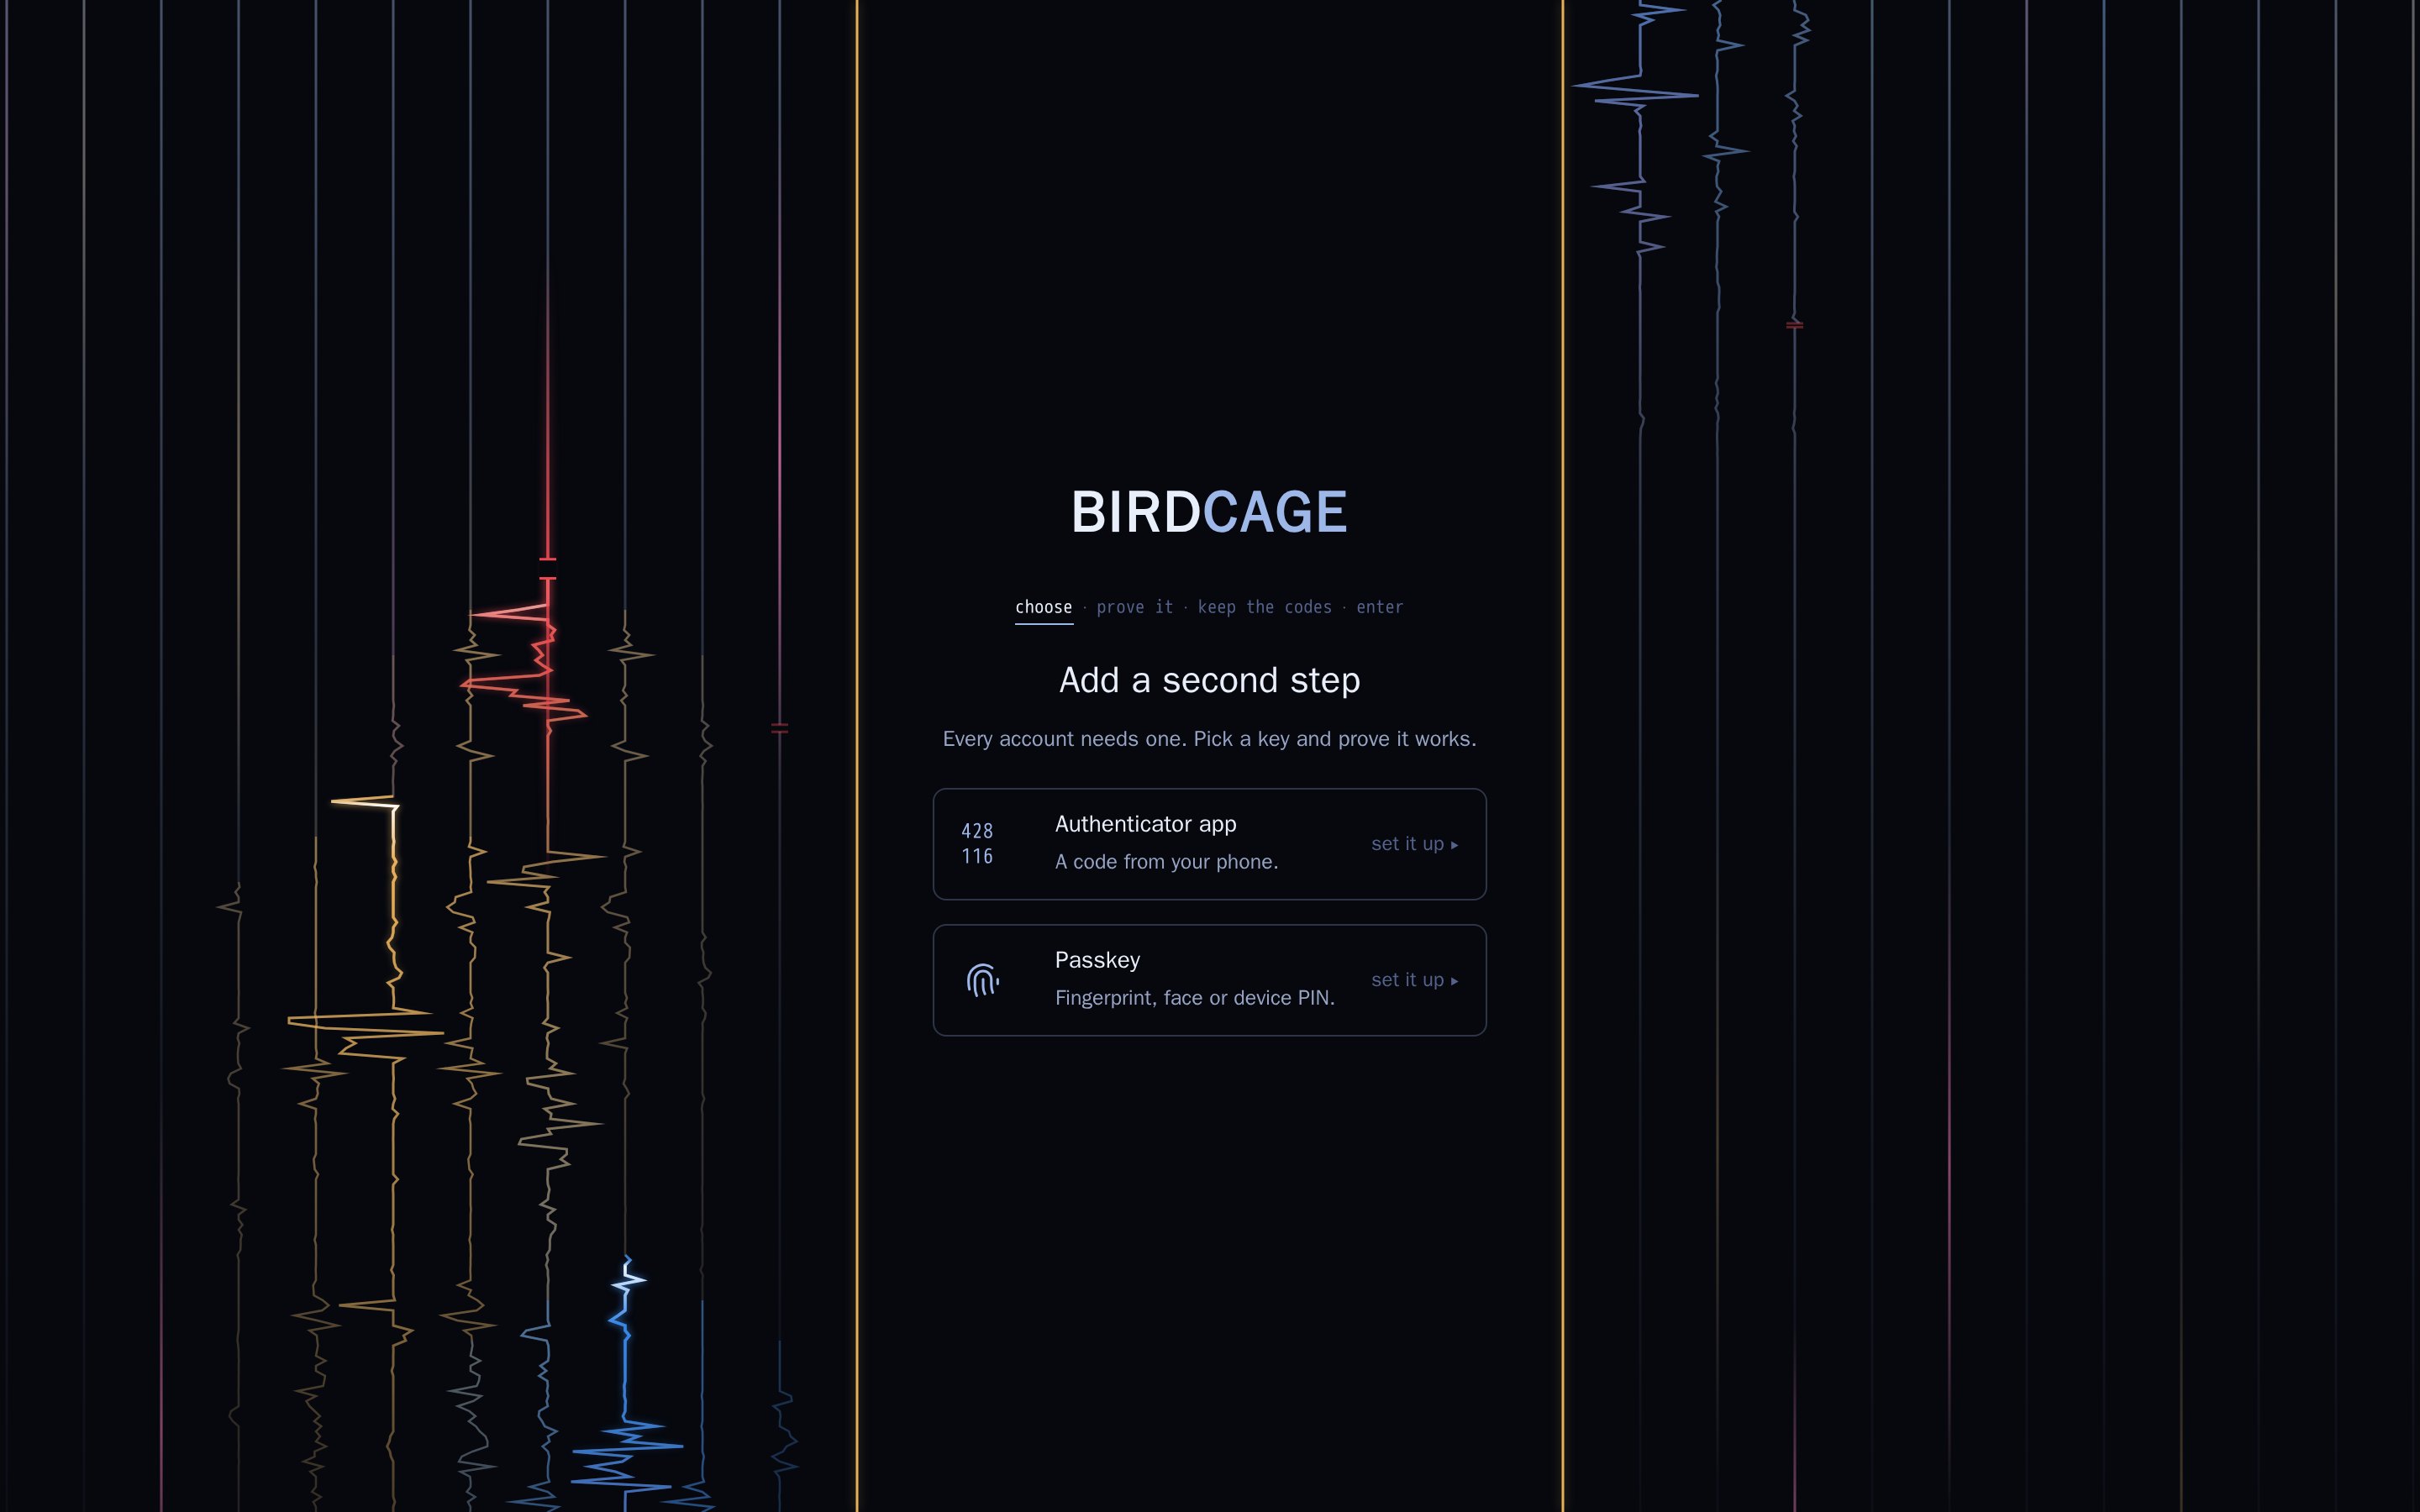 BIRDCAGE
choose · prove it · keep the codes · enter
Add a second step
Every account needs one. Pick a key and prove it works.
428
116
Authenticator app
A code from your phone.
set it up ▸
Passkey
Fingerprint, face or device PIN.
set it up ▸